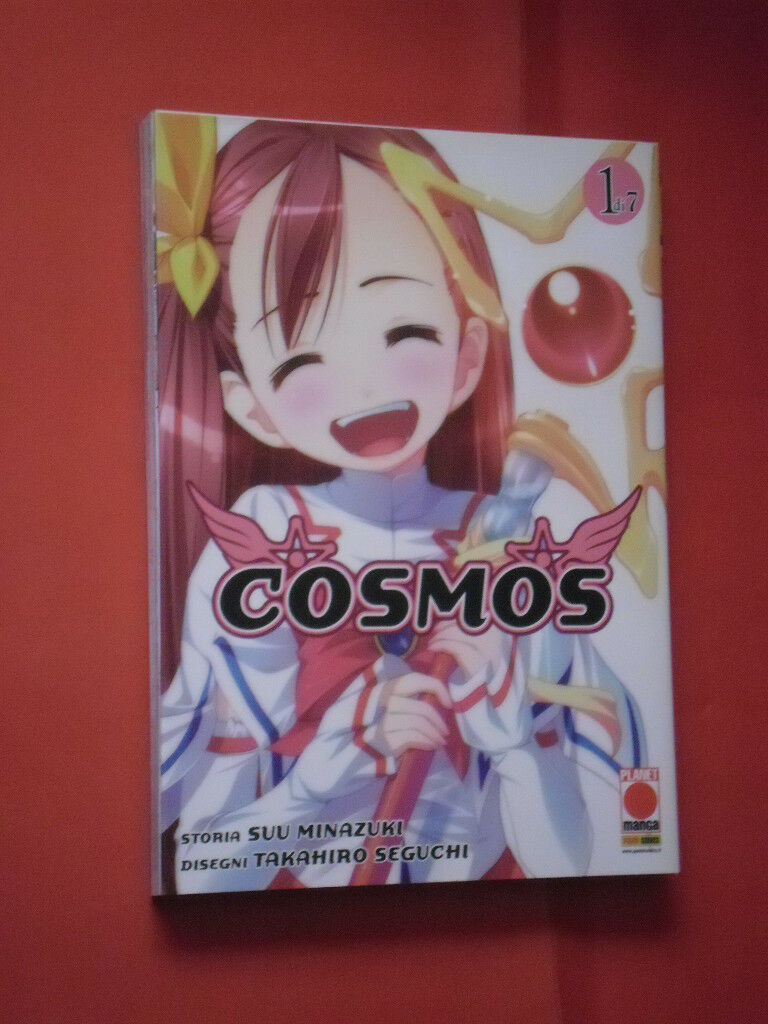 1 di 7
COSMOS
STORIA SUU MINAZUKI
DISEGNI TAKAHIRO SEGUCHI
PLANET
manga